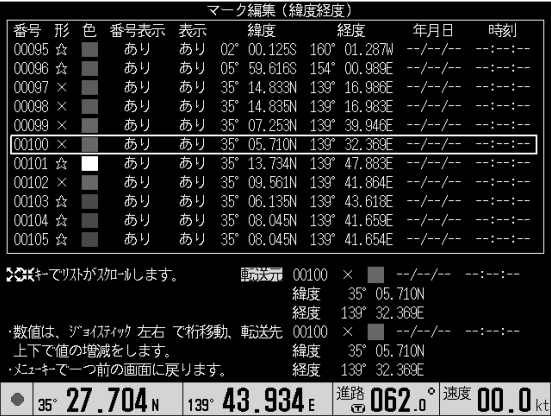 マーク編集（緯度経度）
番号 形 色 番号表示 表示 緯度 経度 年月日 時刻
00095 ☆ あり あり 02° 00.125S 160° 01.287W --/--/-- --:--:--
00096 ☆ あり あり 05° 59.616S 154° 00.989E --/--/-- --:--:--
00097 × あり あり 35° 14.833N 139° 16.986E --/--/-- --:--:--
00098 × あり あり 35° 14.835N 139° 16.983E --/--/-- --:--:--
00099 × あり あり 35° 07.253N 139° 39.946E --/--/-- --:--:--
00100 × あり あり 35° 05.710N 139° 32.369E --/--/-- --:--:--
00101 ☆ あり あり 35° 13.734N 139° 47.883E --/--/-- --:--:--
00102 × あり あり 35° 09.561N 139° 41.864E --/--/-- --:--:--
00103 ☆ あり あり 35° 06.135N 139° 43.618E --/--/-- --:--:--
00104 ☆ あり あり 35° 08.045N 139° 41.659E --/--/-- --:--:--
00105 ☆ あり あり 35° 08.045N 139° 41.654E --/--/-- --:--:--
ｷｰでﾘｽﾄがｽｸﾛｰﾙします。 転送元 00100 × --/--/-- --:--:--
緯度 35° 05.710N
経度 139° 32.369E
･数値は、ｼﾞｮｲｽﾃｨｯｸ 左右 で桁移動、 転送先 00100 × --/--/-- --:--:--
上下で値の増減をします。 緯度 35° 05.710N
･ﾒﾆｭｰｷｰで一つ前の画面に戻ります。 経度 139° 32.369E
35° 27.704 N 139° 43.934 E 進路 062.0° 速度 00.0 kt